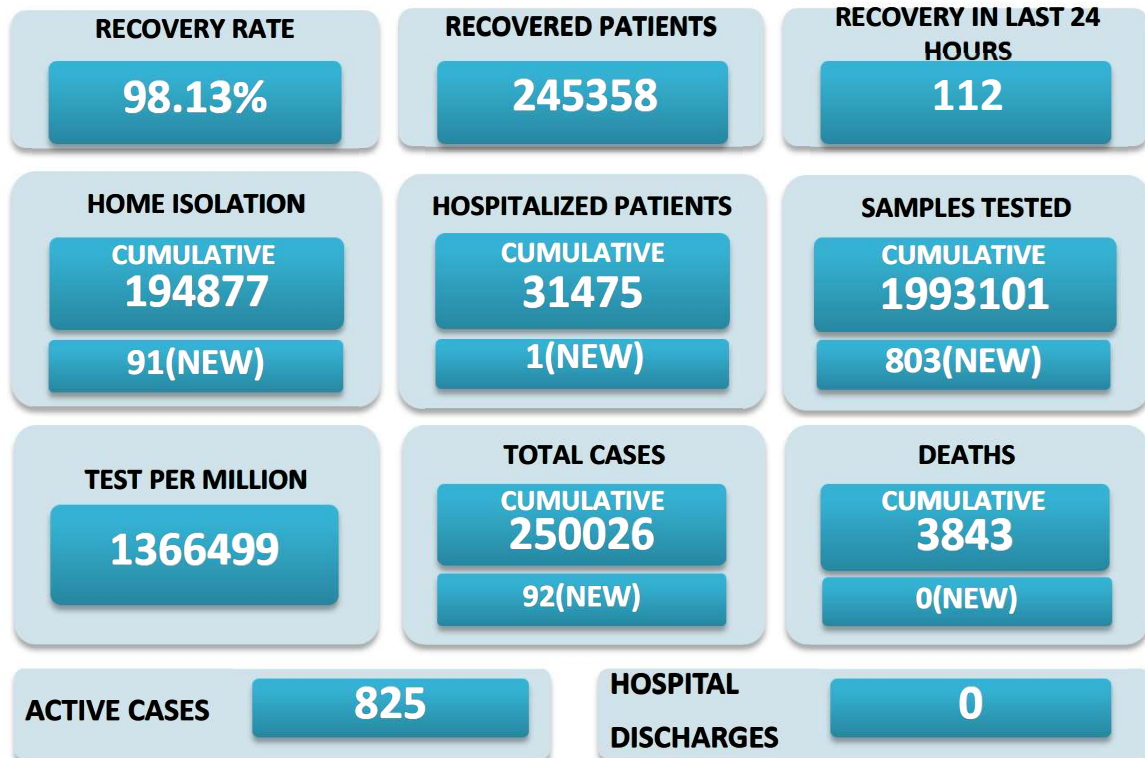 RECOVERY RATE
98.13%
RECOVERED PATIENTS
245358
RECOVERY IN LAST 24
HOURS
112
HOME ISOLATION
CUMULATIVE
194877
91(NEW)
HOSPITALIZED PATIENTS
CUMULATIVE
31475
1(NEW)
SAMPLES TESTED
CUMULATIVE
1993101
803(NEW)
TEST PER MILLION
1366499
TOTAL CASES
CUMULATIVE
250026
92(NEW)
DEATHS
CUMULATIVE
3843
0(NEW)
ACTIVE CASES
825
HOSPITAL
DISCHARGES
0